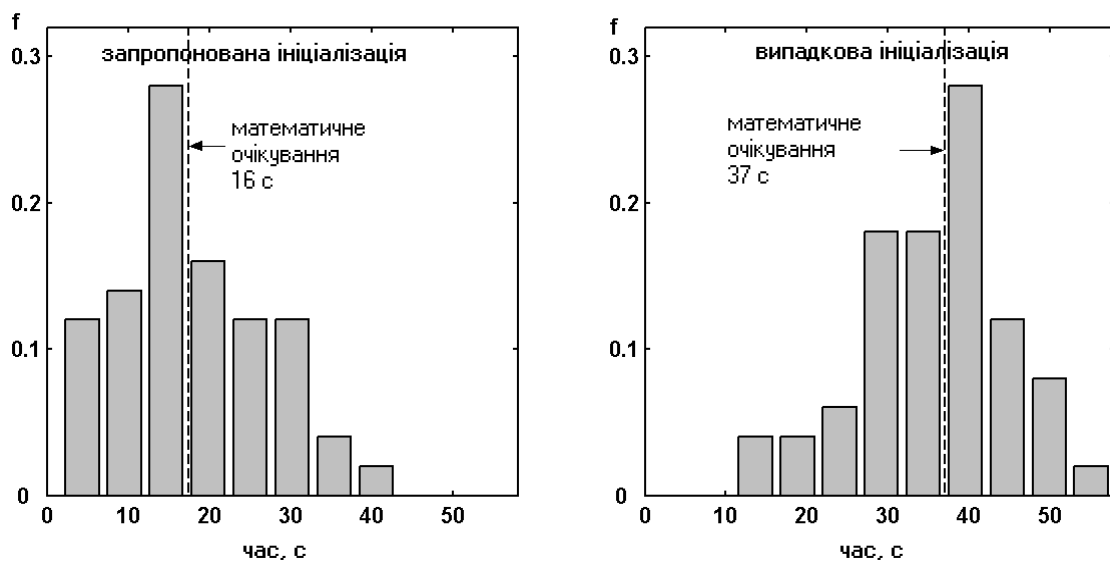 f
запропонована ініціалізація
0.3
математичне
очікування
16 с
0.2
0.1
0
0 10 20 30 40 50
час, с
f
випадкова ініціалізація
0.3
математичне
очікування
37 с
0.2
0.1
0
0 10 20 30 40 50
час, с